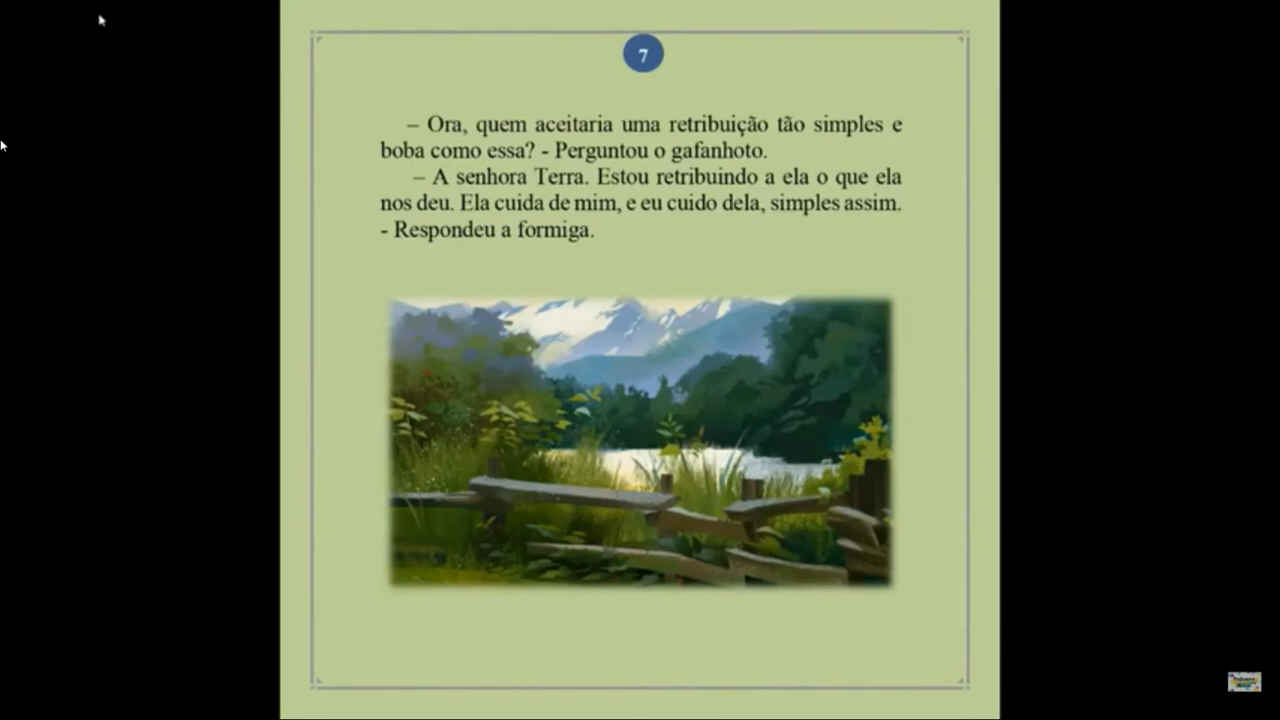 7
– Ora, quem aceitaria uma retribuição tão simples e
boba como essa? - Perguntou o gafanhoto.
– A senhora Terra. Estou retribuindo a ela o que ela
nos deu. Ela cuida de mim, e eu cuido dela, simples assim.
- Respondeu a formiga.